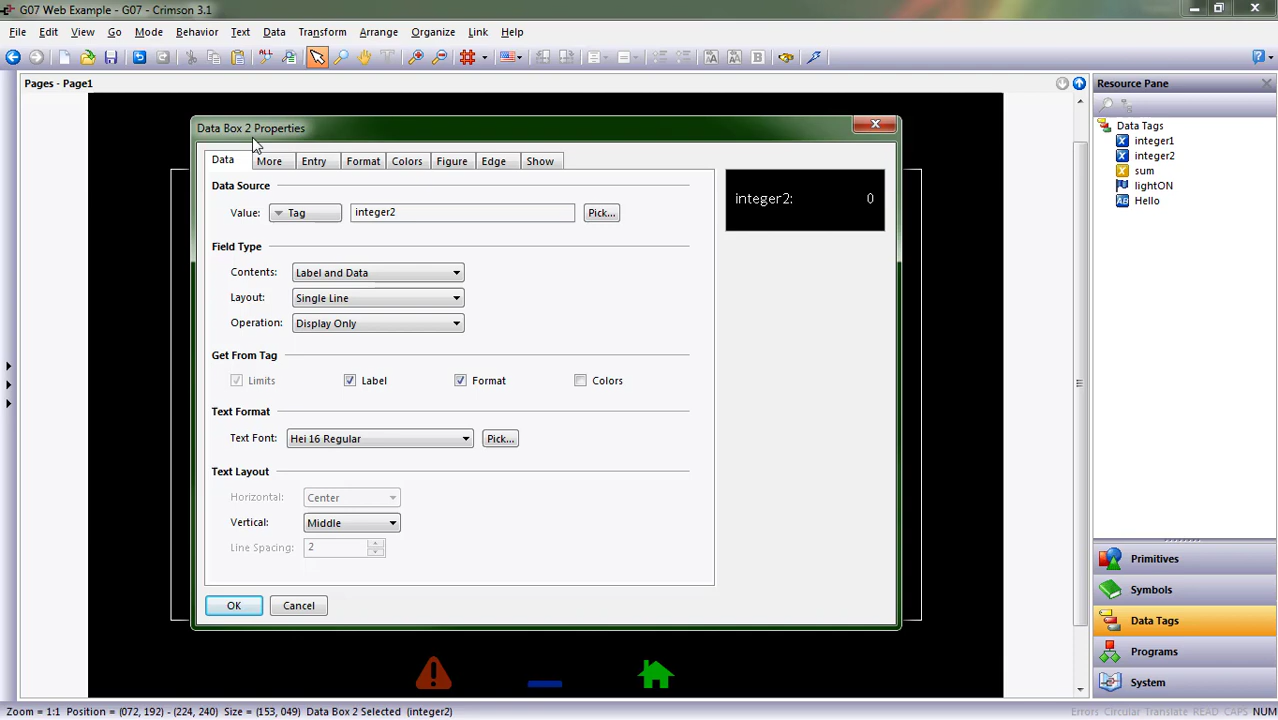 G07 Web Example - G07 - Crimson 3.1
File Edit View Go Mode Behavior Text Data Transform Arrange Organize Link Help
Pages - Page1
Resource Pane
Data Tags
integer1
integer2
sum
lightON
Hello
Data Box 2 Properties
Data More Entry Format Colors Figure Edge Show
Data Source
Value: Tag integer2 Pick...
integer2: 0
Field Type
Contents: Label and Data
Layout: Single Line
Operation: Display Only
Get From Tag
Limits Label Format Colors
Text Format
Text Font: Hei 16 Regular Pick...
Text Layout
Horizontal: Center
Vertical: Middle
Line Spacing: 2
OK Cancel
Primitives
Symbols
Data Tags
Programs
System
Zoom = 1:1 Position = (072, 192) - (224, 240) Size = (153, 049) Data Box 2 Selected (integer2)
Errors Circular Translate READ CAPS NUM